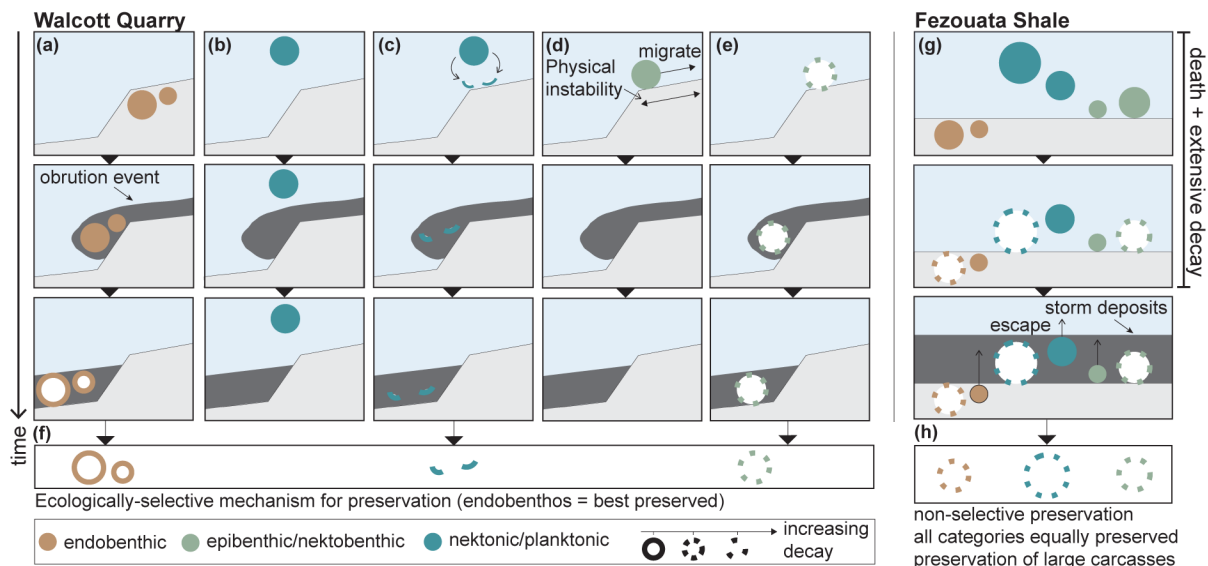 Walcott Quarry
Fezouata Shale
(a)
(b)
(c)
(d)
migrate
Physical
instability
(e)
(g)
death + extensive decay
obrution event
storm deposits
escape
time
(f)
(h)
Ecologically-selective mechanism for preservation (endobenthos = best preserved)
non-selective preservation
all categories equally preserved
preservation of large carcasses
endobenthic
epibenthic/nektobenthic
nektonic/planktonic
increasing
decay